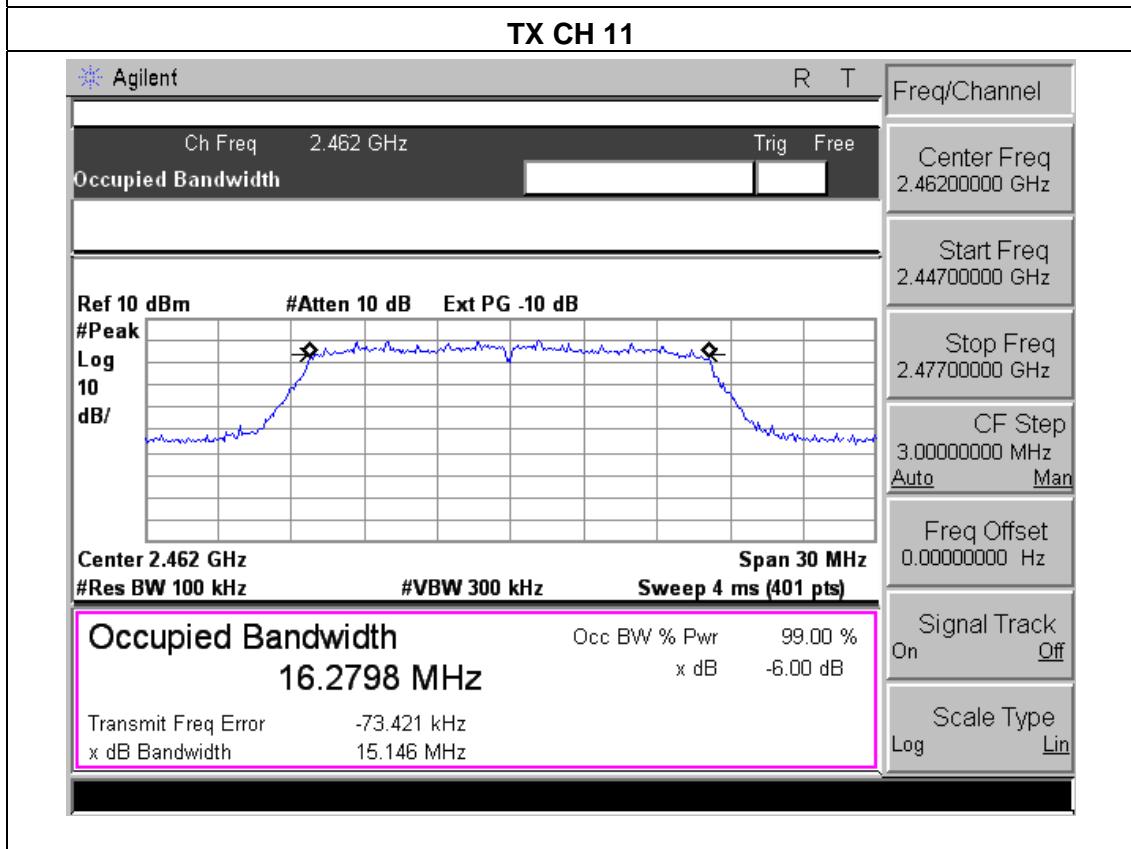 TX CH 11
Agilent R T
Freq/Channel
Ch Freq 2.462 GHz Trig Free
Occupied Bandwidth
Center Freq
2.46200000 GHz
Start Freq
2.44700000 GHz
Ref 10 dBm #Atten 10 dB Ext PG -10 dB
#Peak
Log
10
dB/
Stop Freq
2.47700000 GHz
CF Step
3.00000000 MHz
Auto Man
Center 2.462 GHz Span 30 MHz
#Res BW 100 kHz #VBW 300 kHz Sweep 4 ms (401 pts)
Freq Offset
0.00000000 Hz
Occupied Bandwidth Occ BW % Pwr 99.00 %
16.2798 MHz x dB -6.00 dB
Transmit Freq Error -73.421 kHz
x dB Bandwidth 15.146 MHz
Signal Track
On Off
Scale Type
Log Lin